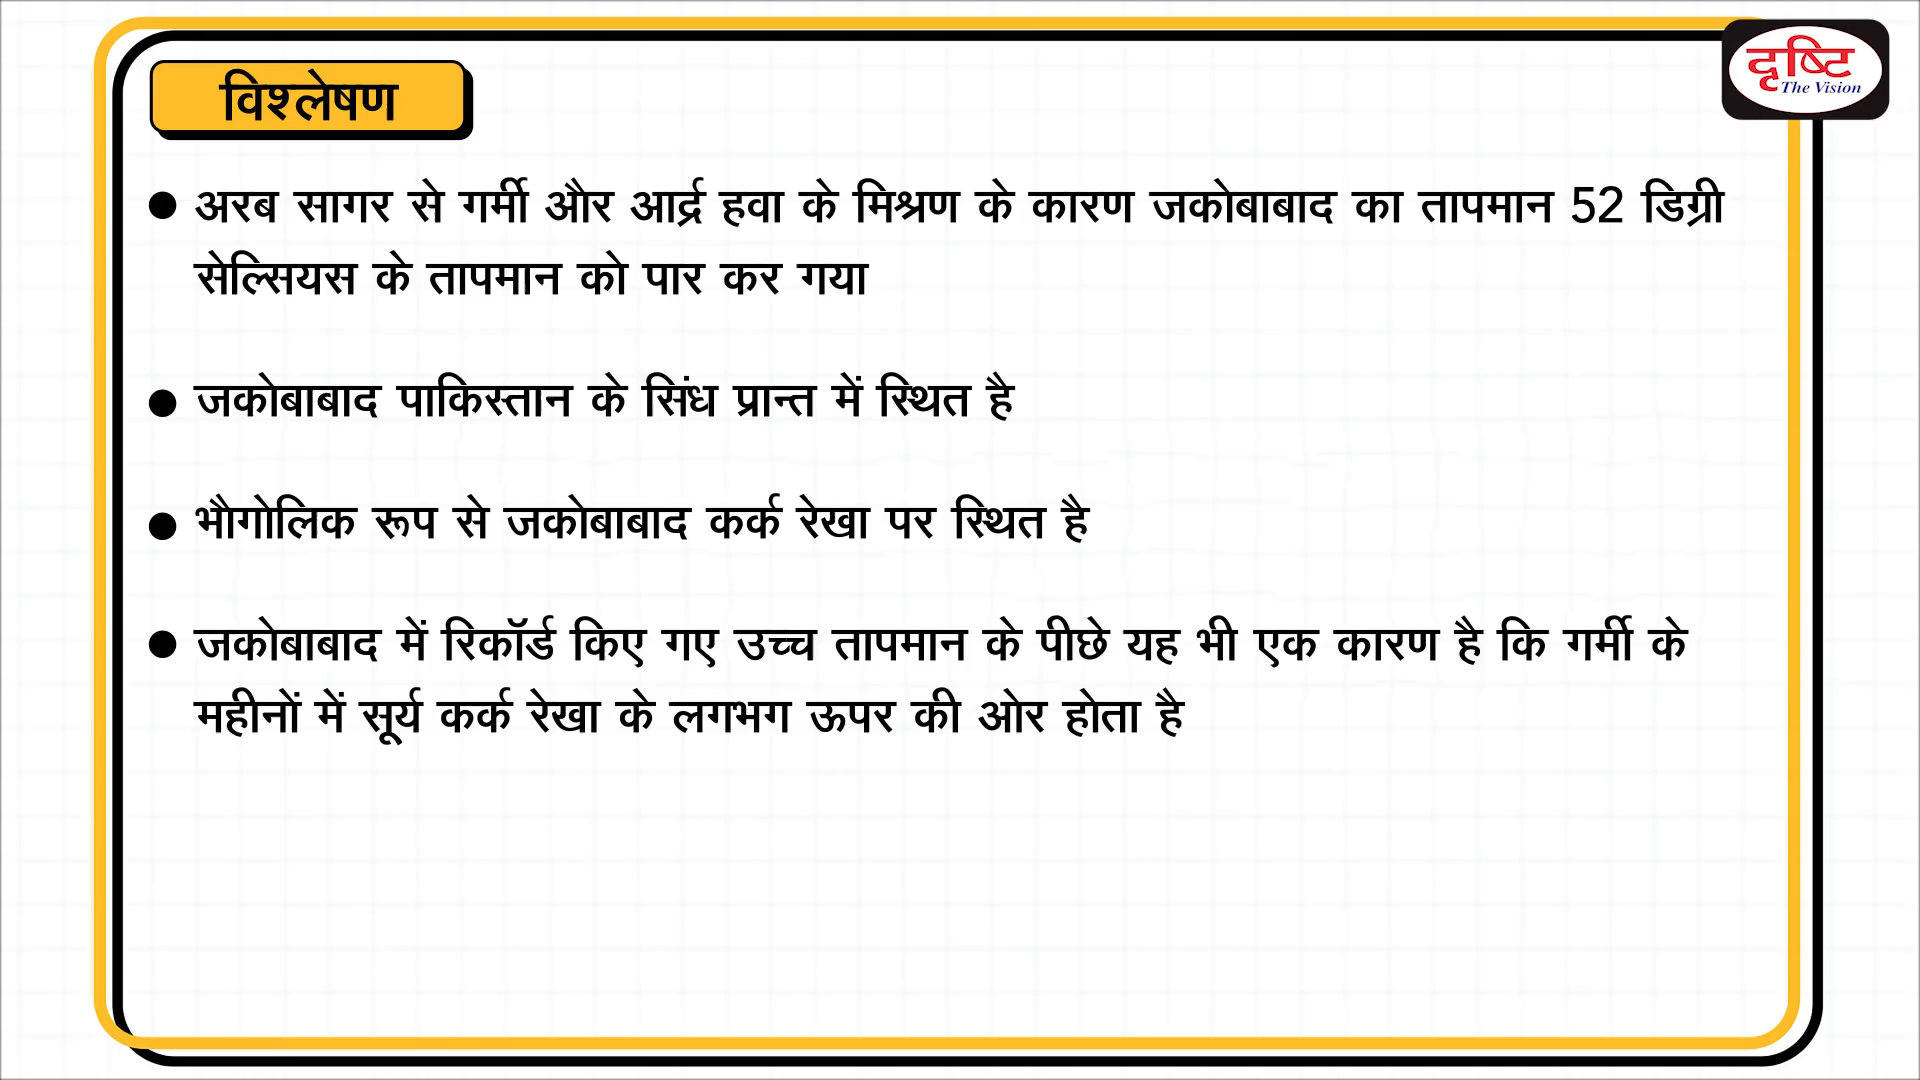 विश्लेषण
दृष्टि
The Vision
● अरब सागर से गर्मी और आर्द्र हवा के मिश्रण के कारण जकोबाबाद का तापमान 52 डिग्री
सेल्सियस के तापमान को पार कर गया
● जकोबाबाद पाकिस्तान के सिंध प्रान्त में स्थित है
● भौगोलिक रूप से जकोबाबाद कर्क रेखा पर स्थित है
● जकोबाबाद में रिकॉर्ड किए गए उच्च तापमान के पीछे यह भी एक कारण है कि गर्मी के
महीनों में सूर्य कर्क रेखा के लगभग ऊपर की ओर होता है